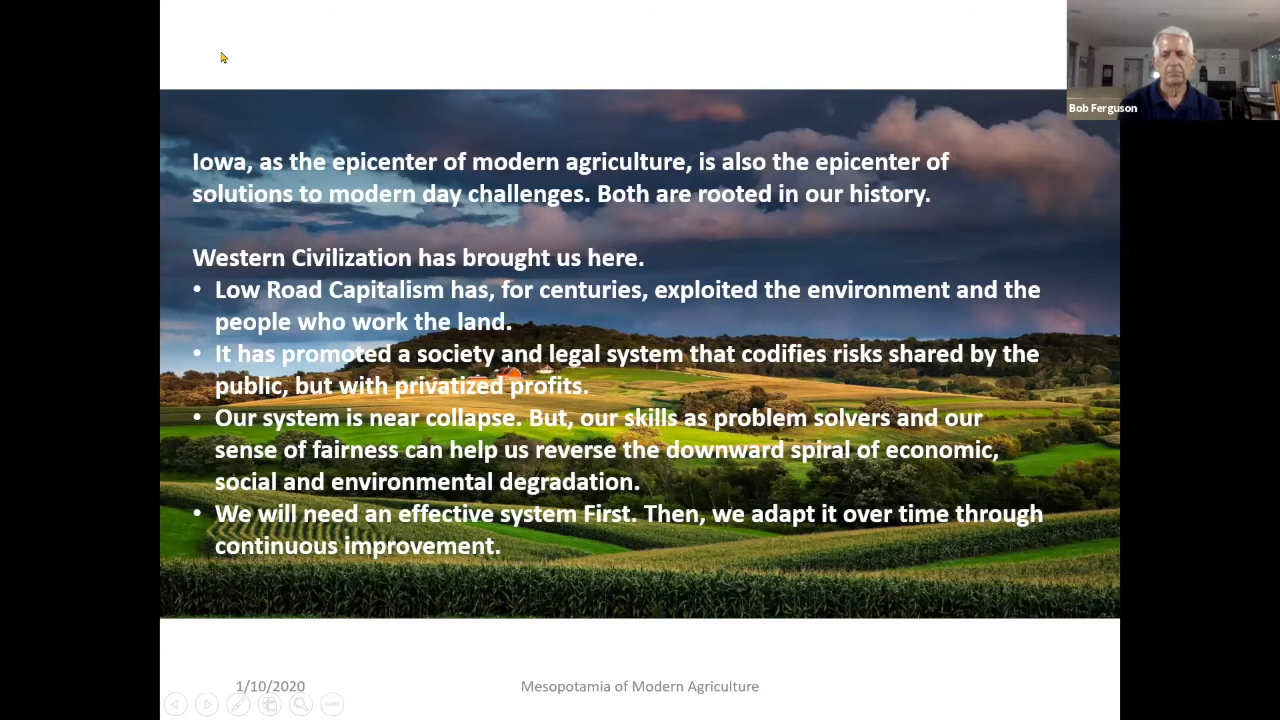 Bob Ferguson
Iowa, as the epicenter of modern agriculture, is also the epicenter of
solutions to modern day challenges. Both are rooted in our history.
Western Civilization has brought us here.
• Low Road Capitalism has, for centuries, exploited the environment and the
people who work the land.
• It has promoted a society and legal system that codifies risks shared by the
public, but with privatized profits.
• Our system is near collapse. But, our skills as problem solvers and our
sense of fairness can help us reverse the downward spiral of economic,
social and environmental degradation.
• We will need an effective system First. Then, we adapt it over time through
continuous improvement.
1/10/2020
Mesopotamia of Modern Agriculture